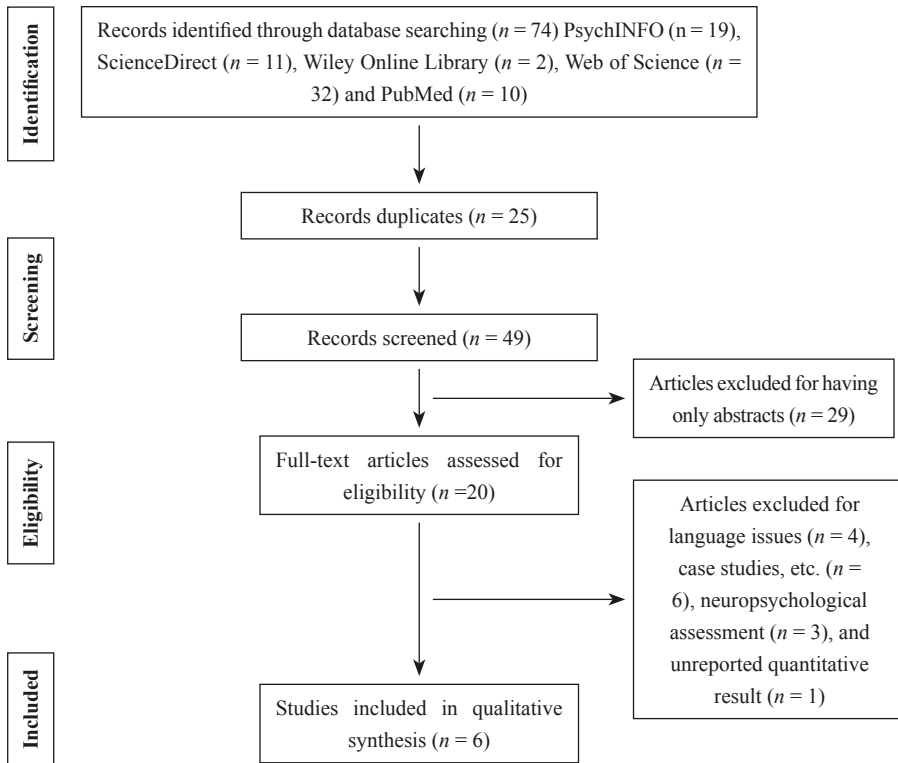 Identification
Records identified through database searching (n = 74) PsychINFO (n = 19),
ScienceDirect (n = 11), Wiley Online Library (n = 2), Web of Science (n =
32) and PubMed (n = 10)
Records duplicates (n = 25)
Screening
Records screened (n = 49)
Articles excluded for having
only abstracts (n = 29)
Eligibility
Full-text articles assessed for
eligibility (n =20)
Articles excluded for
language issues (n = 4),
case studies, etc. (n =
6), neuropsychological
assessment (n = 3), and
unreported quantitative
result (n = 1)
Included
Studies included in qualitative
synthesis (n = 6)